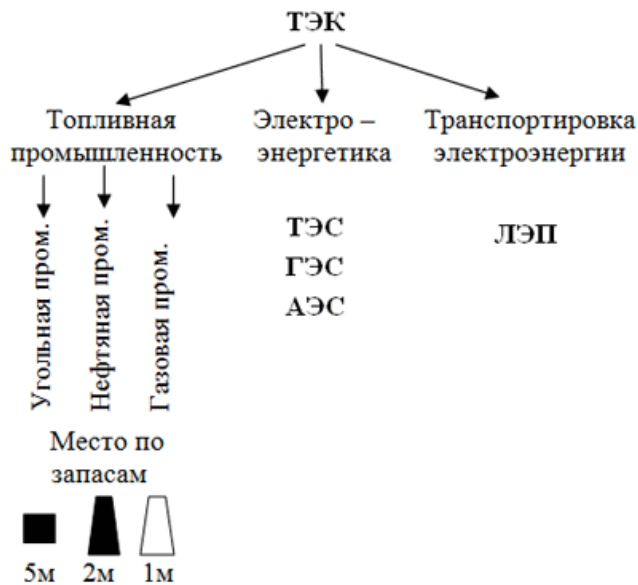 ТЭК
Топливная
промышленность
Электро –
энергетика
Транспортировка
электроэнергии
Угольная пром.
Нефтяная пром.
Газовая пром.
ТЭС
ГЭС
АЭС
ЛЭП
Место по
запасам
5м 2м 1м